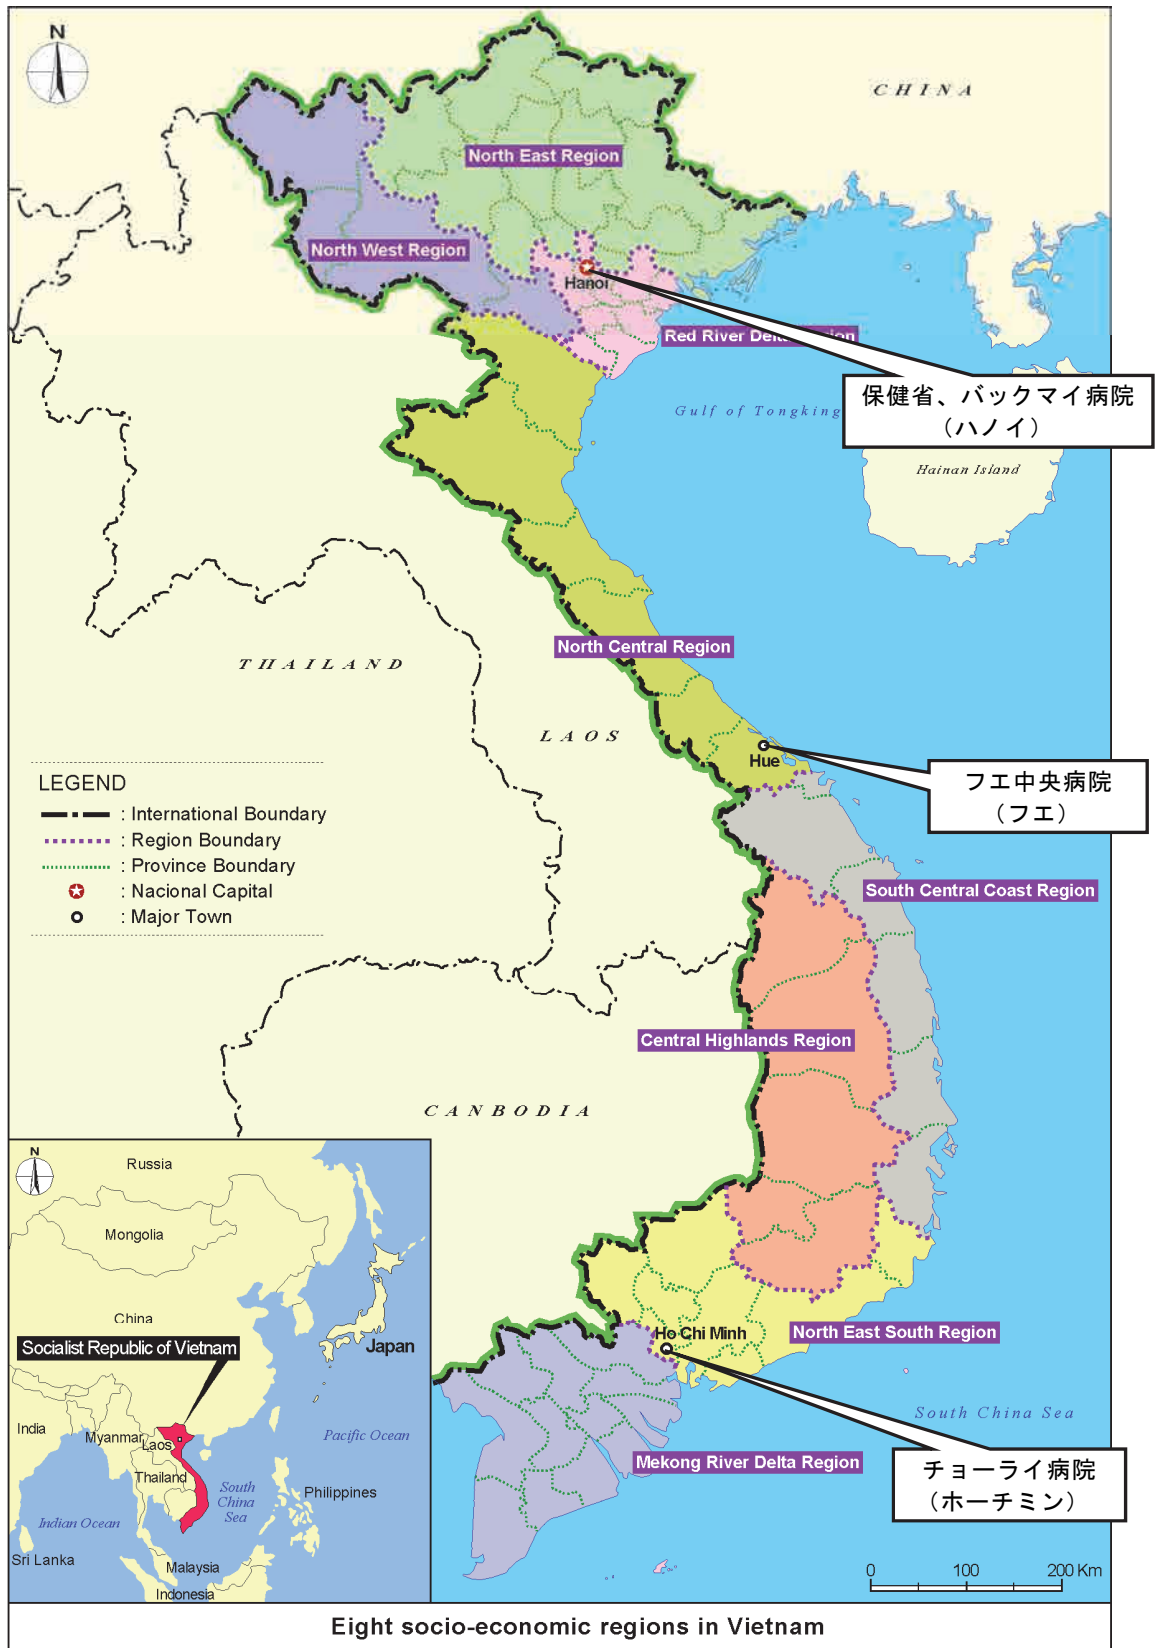 N
CHINA
North East Region
North West Region
Hanoi
Red River Delta Region
保健省、バックマイ病院
（ハノイ）
Gulf of Tongking
Hainan Island
North Central Region
THAILAND
LAOS
Hue
フエ中央病院
（フエ）
LEGEND
: International Boundary
: Region Boundary
: Province Boundary
: Nacional Capital
: Major Town
South Central Coast Region
Central Highlands Region
CANBODIA
N
Russia
Mongolia
China
Socialist Republic of Vietnam
Japan
India
Myanmar
Laos
Thailand
Pacific Ocean
South
China
Sea
Philippines
Indian Ocean
Sri Lanka
Malaysia
Indonesia
Ho Chi Minh
North East South Region
South China Sea
Mekong River Delta Region
チョーライ病院
（ホーチミン）
0 100 200 Km
Eight socio-economic regions in Vietnam